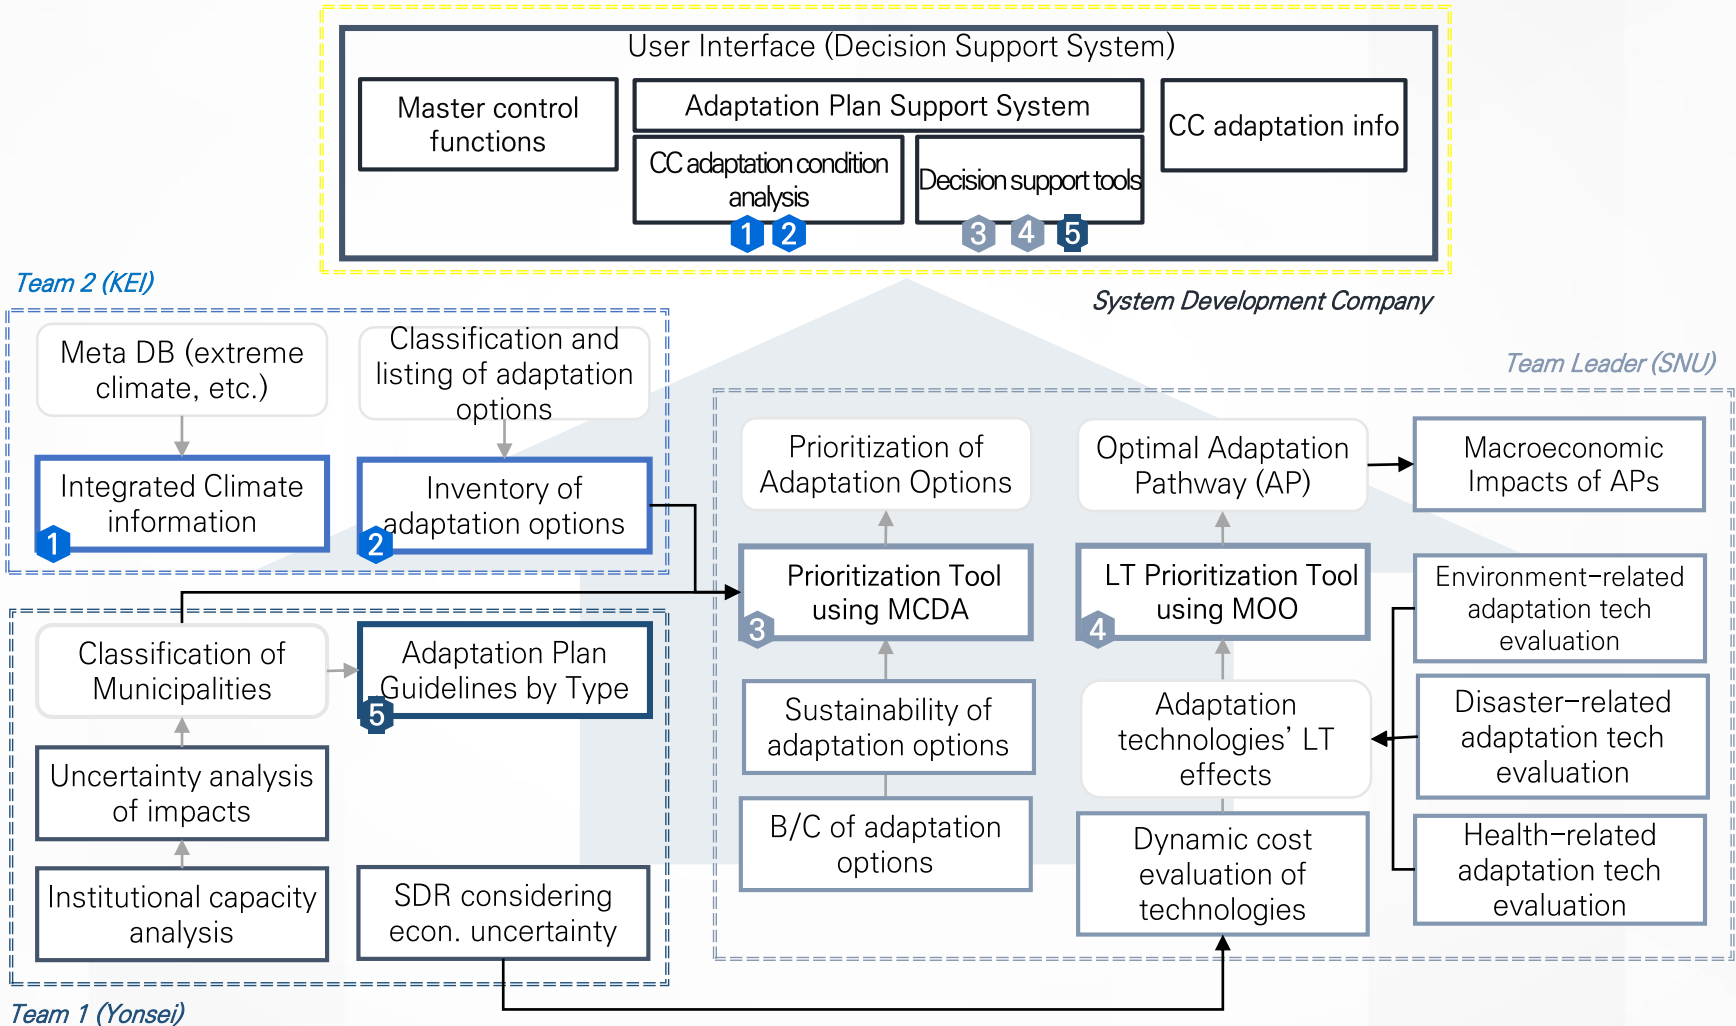 User Interface (Decision Support System)
Master control
functions
Adaptation Plan Support System
CC adaptation info
CC adaptation condition
analysis
Decision support tools
1
2
3
4
5
System Development Company
Team 2 (KEI)
Meta DB (extreme
climate, etc.)
Classification and
listing of adaptation
options
Integrated Climate
information
1
Inventory of
adaptation options
2
Team Leader (SNU)
Prioritization of
Adaptation Options
Optimal Adaptation
Pathway (AP)
Macroeconomic
Impacts of APs
Prioritization Tool
using MCDA
3
LT Prioritization Tool
using MOO
4
Environment-related
adaptation tech
evaluation
Sustainability of
adaptation options
Adaptation
technologies’ LT
effects
Disaster-related
adaptation tech
evaluation
B/C of adaptation
options
Dynamic cost
evaluation of
technologies
Health-related
adaptation tech
evaluation
Classification of
Municipalities
Adaptation Plan
Guidelines by Type
5
Uncertainty analysis
of impacts
Institutional capacity
analysis
SDR considering
econ. uncertainty
Team 1 (Yonsei)